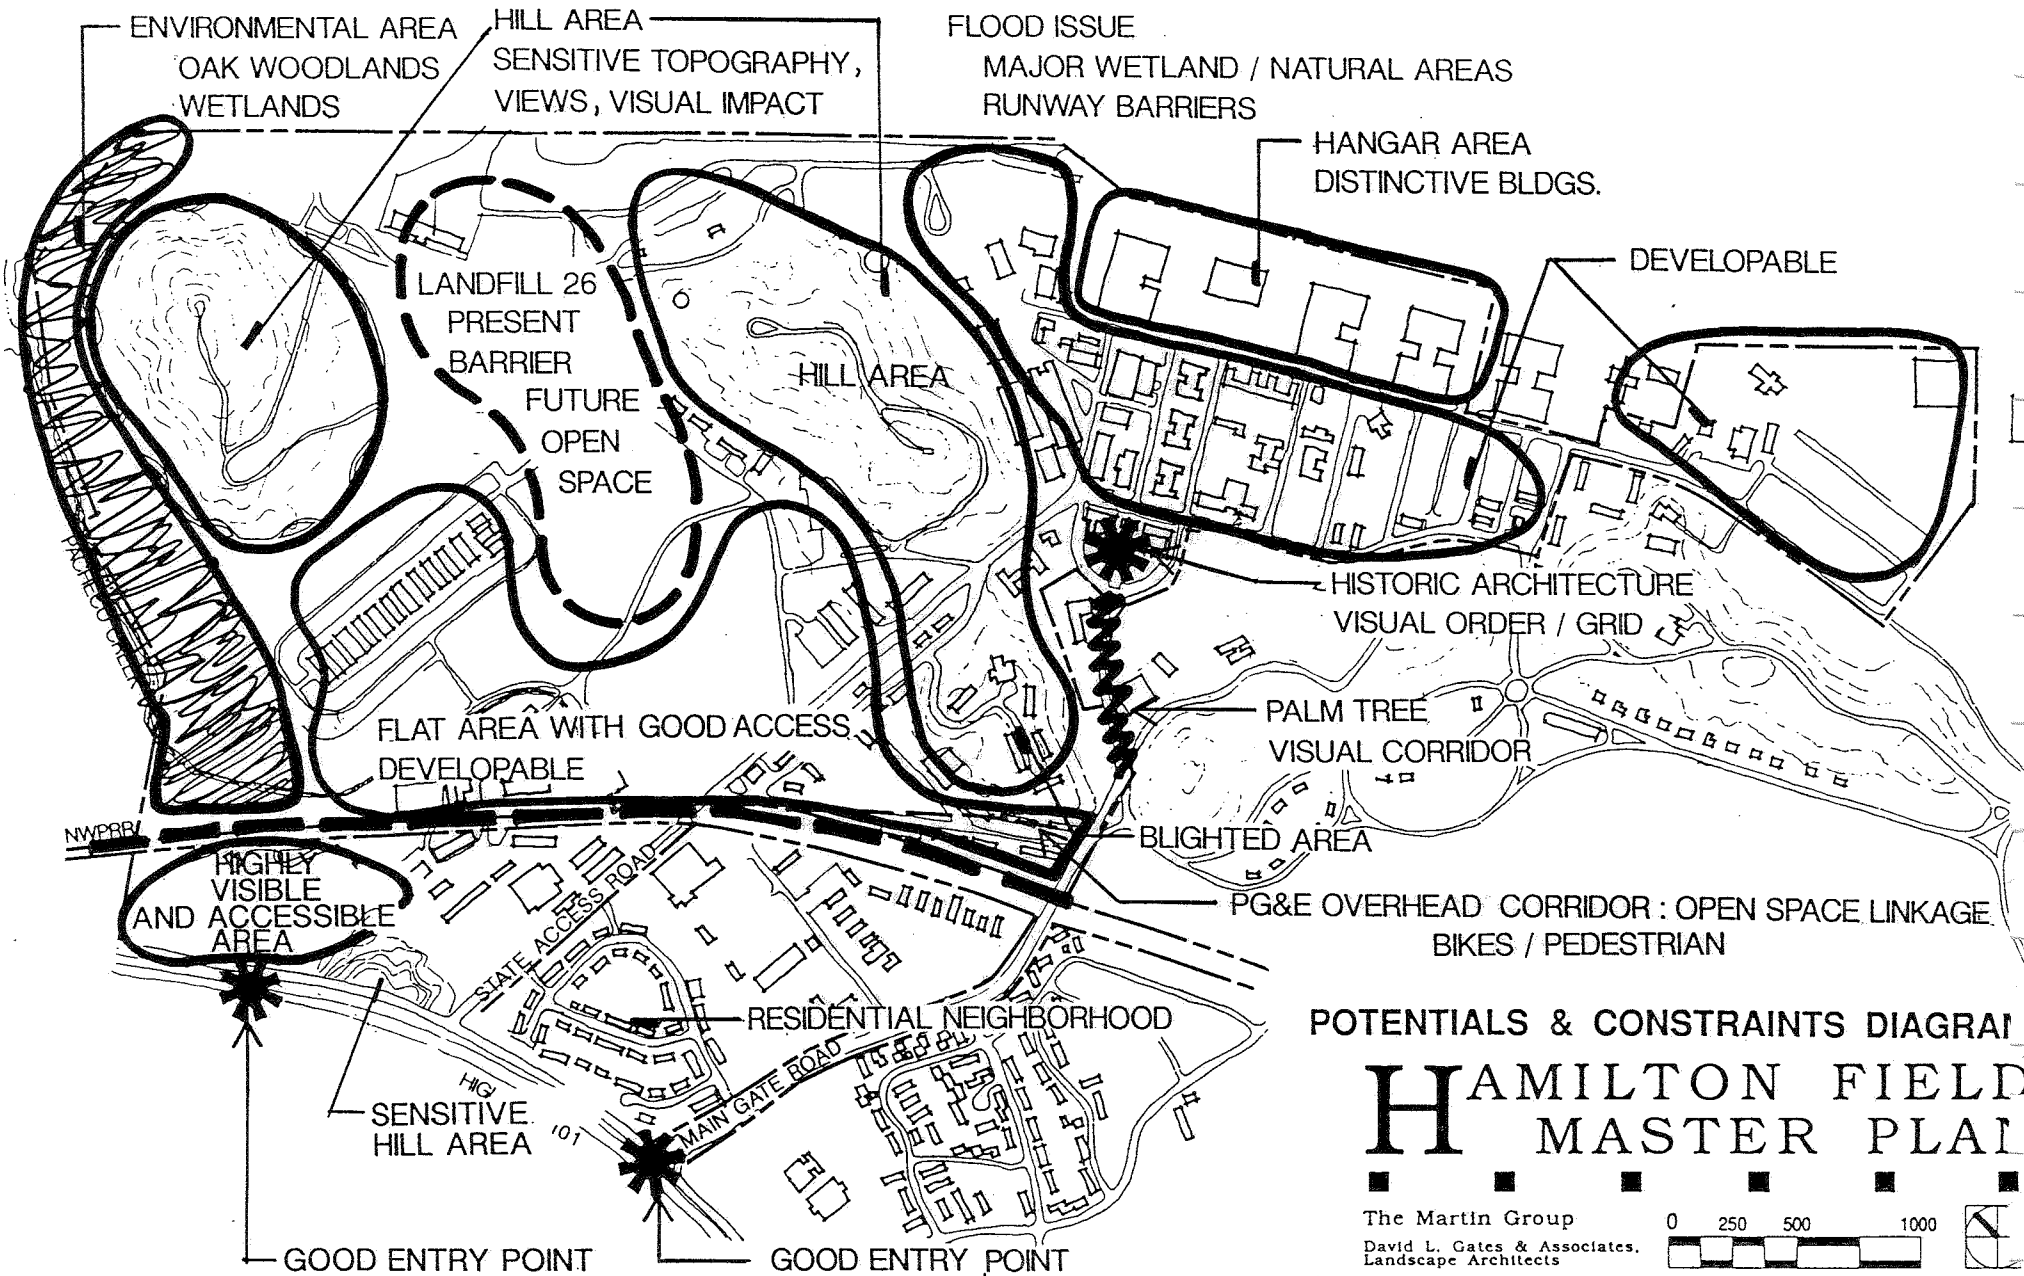 ENVIRONMENTAL AREA
OAK WOODLANDS
WETLANDS
HILL AREA
SENSITIVE TOPOGRAPHY,
VIEWS, VISUAL IMPACT
FLOOD ISSUE
MAJOR WETLAND / NATURAL AREAS
RUNWAY BARRIERS
HANGAR AREA
DISTINCTIVE BLDGS.
DEVELOPABLE
LANDFILL 26
PRESENT
BARRIER
FUTURE
OPEN
SPACE
HILL AREA
HISTORIC ARCHITECTURE
VISUAL ORDER / GRID
PALM TREE
VISUAL CORRIDOR
FLAT AREA WITH GOOD ACCESS
DEVELOPABLE
NWPRR
BLIGHTED AREA
HIGHLY
VISIBLE
AND ACCESSIBLE
AREA
STATE ACCESS ROAD
PG&E OVERHEAD CORRIDOR : OPEN SPACE LINKAGE
BIKES / PEDESTRIAN
RESIDENTIAL NEIGHBORHOOD
MAIN GATE ROAD
HIGH
101
SENSITIVE
HILL AREA
GOOD ENTRY POINT
GOOD ENTRY POINT
POTENTIALS & CONSTRAINTS DIAGRA
HAMILTON FIELD
MASTER PLA
The Martin Group
David L. Gates & Associates,
Landscape Architects
0 250 500 1000